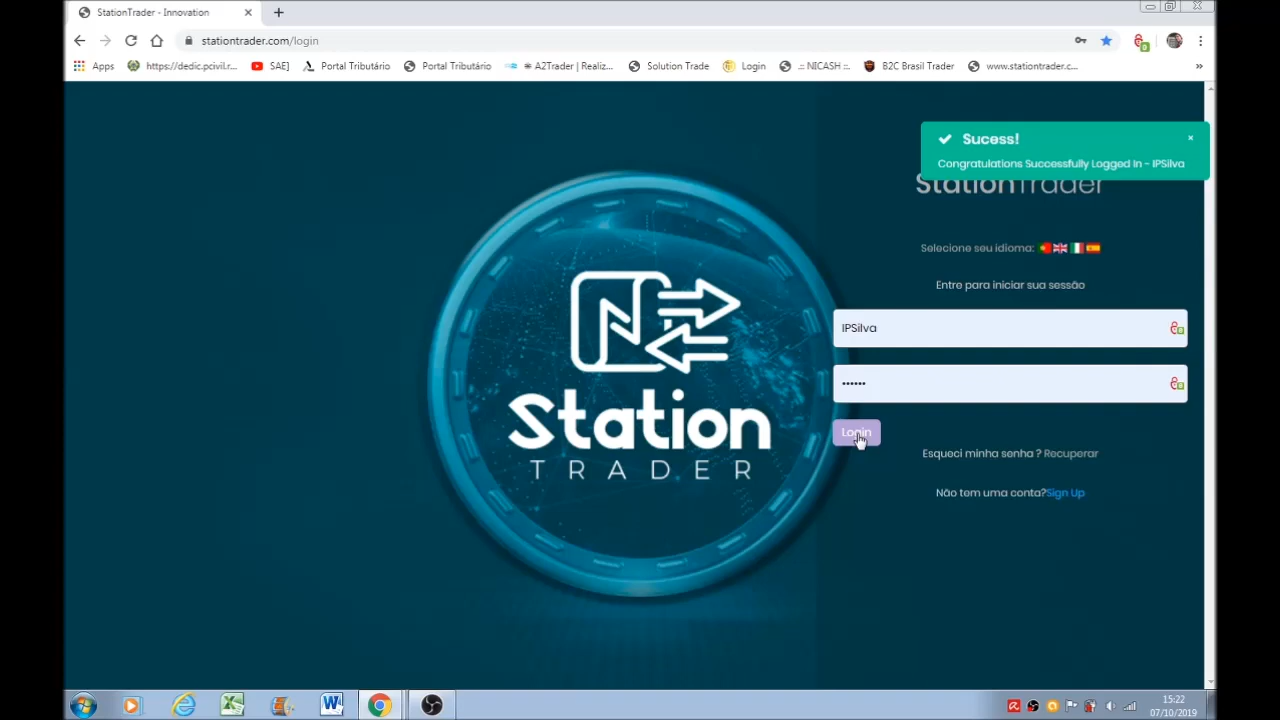 StationTrader - Innovation
stationtrader.com/login
Apps
https://dedic.pcivil.r...
SAEJ
Portal Tributário
Portal Tributário
✳ A2Trader | Realiz...
Solution Trade
Login
.:: NICASH ::.
B2C Brasil Trader
www.stationtrader.c...
»
✔ Sucess!
×
Congratulations Successfully Logged In - IPSilva
StationTrader
Selecione seu idioma:
Entre para iniciar sua sessão
IPSilva
••••••
Login
Esqueci minha senha ? Recuperar
Não tem uma conta?Sign Up
Station
TRADER
15:22
07/10/2019